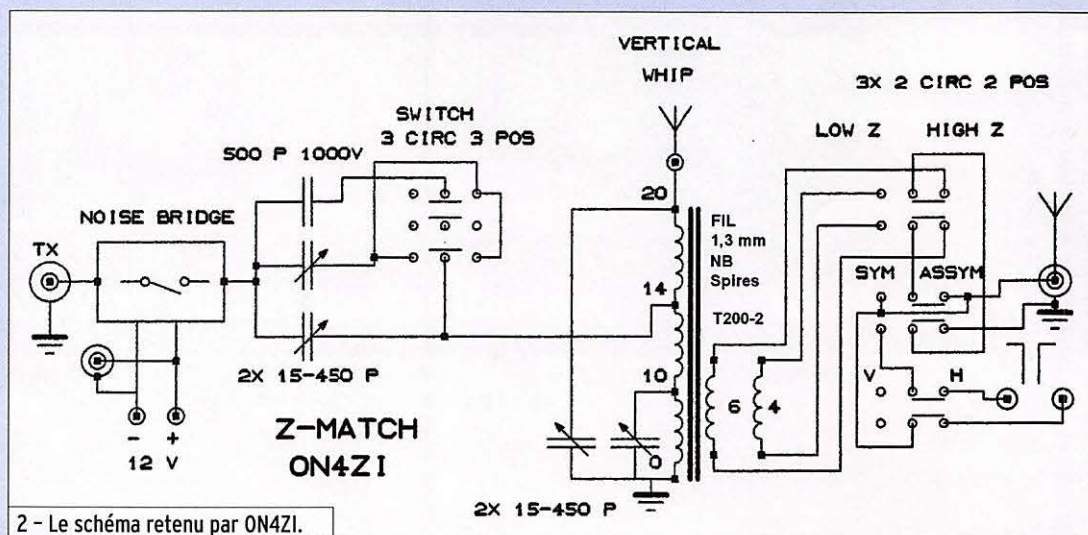 VERTICAL
WHIP
3X 2 CIRC 2 POS
SWITCH
3 CIRC 3 POS
LOW Z
HIGH Z
500 P 1000V
NOISE BRIDGE
TX
20
FIL
1,3 mm
NB
Spires
SYM
ASSYM
14
T200-2
10
2X 15-450 P
V
H
6
4
- +
12 V
Z-MATCH
ON4ZI
0
2X 15-450 P
2 - Le schéma retenu par ON4ZI.